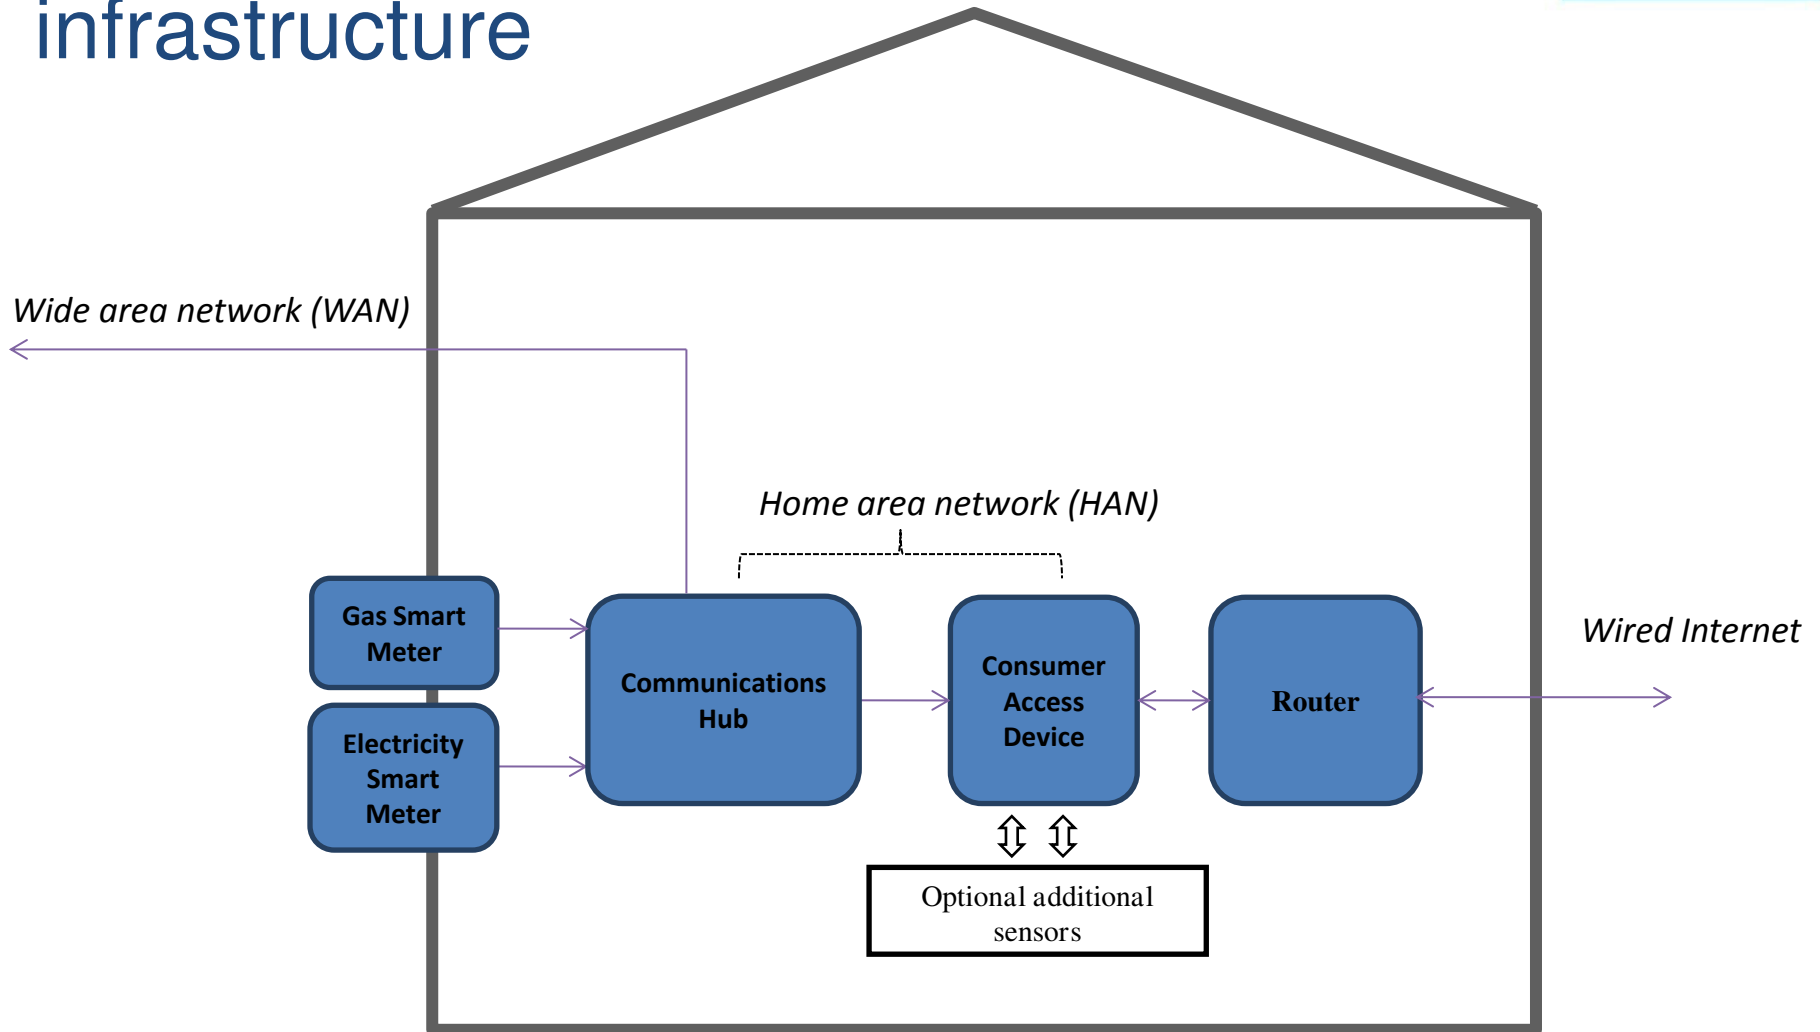 infrastructure
Wide area network (WAN)
Home area network (HAN)
Gas Smart
Meter
Electricity
Smart
Meter
Communications
Hub
Consumer
Access
Device
Router
Wired Internet
Optional additional
sensors